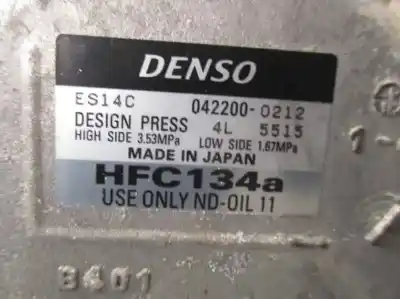 DENSO
ES14C 042200-0212
DESIGN PRESS 4L 5515
HIGH SIDE 3.53MPa LOW SIDE 1.67MPa
MADE IN JAPAN
HFC134a
USE ONLY ND-OIL 11
B401